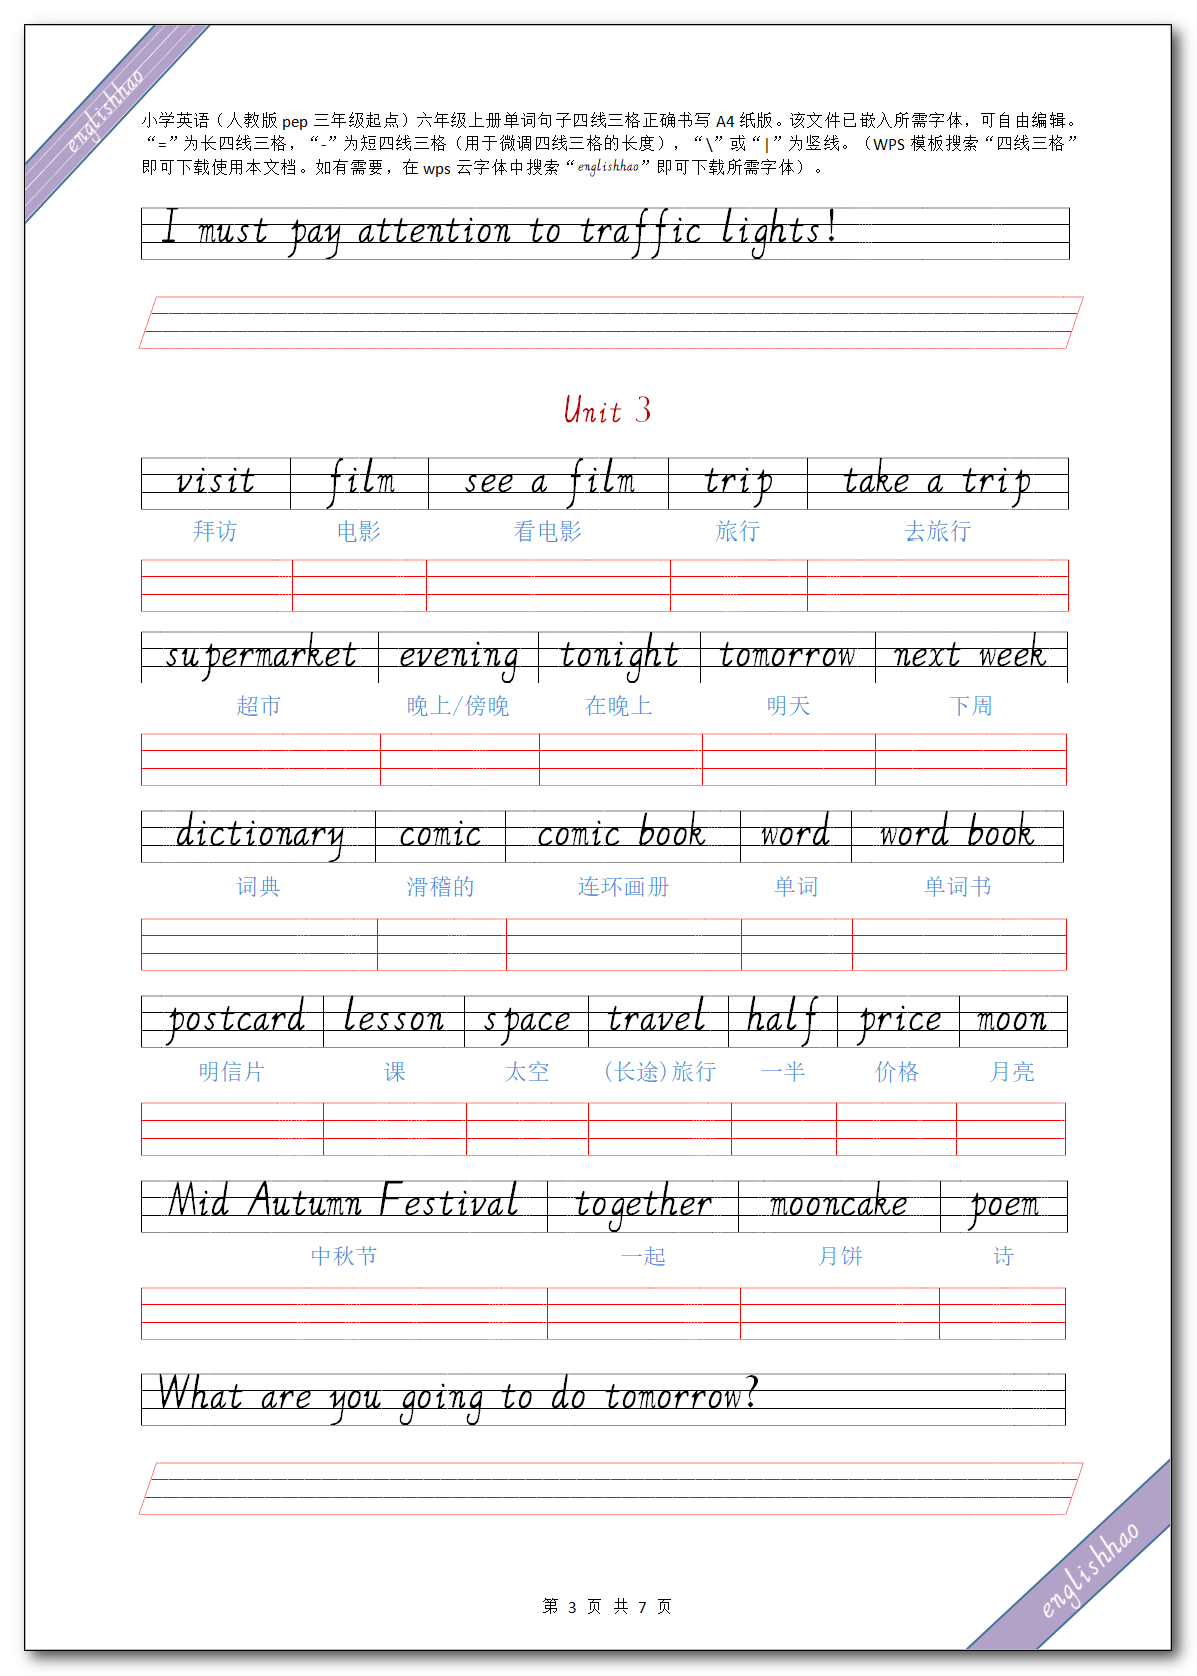 englishhao
小学英语（人教版 pep 三年级起点）六年级上册单词句子四线三格正确书写 A4 纸版。该文件已嵌入所需字体，可自由编辑。
“=”为长四线三格，“-”为短四线三格（用于微调四线三格的长度），“\”或“|”为竖线。（WPS 模板搜索“四线三格”
即可下载使用本文档。如有需要，在 wps 云字体中搜索“englishhao”即可下载所需字体）。
I must pay attention to traffic lights!
Unit 3
visit film see a film trip take a trip
拜访 电影 看电影 旅行 去旅行
supermarket evening tonight tomorrow next week
超市 晚上/傍晚 在晚上 明天 下周
dictionary comic comic book word word book
词典 滑稽的 连环画册 单词 单词书
postcard lesson space travel half price moon
明信片 课 太空 (长途)旅行 一半 价格 月亮
Mid Autumn Festival together mooncake poem
中秋节 一起 月饼 诗
What are you going to do tomorrow?
englishhao
第 3 页 共 7 页